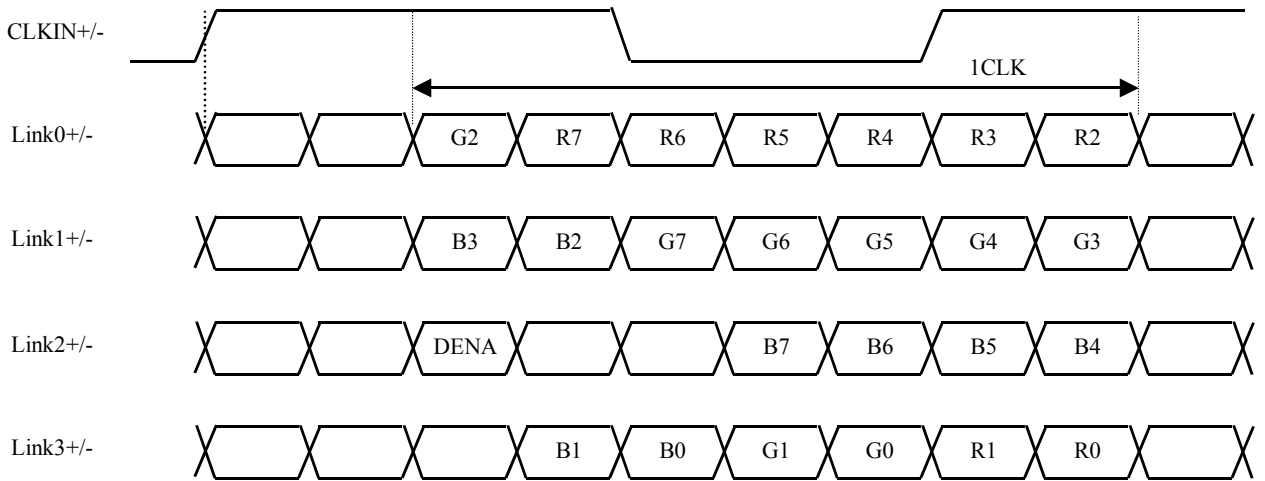 CLKIN+/-
1CLK
Link0+/- G2 R7 R6 R5 R4 R3 R2
Link1+/- B3 B2 G7 G6 G5 G4 G3
Link2+/- DENA B7 B6 B5 B4
Link3+/- B1 B0 G1 G0 R1 R0